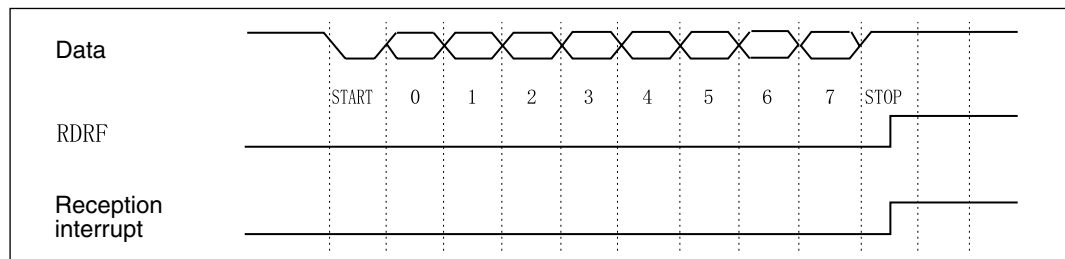 Data
START 0 1 2 3 4 5 6 7 STOP
RDRF
Reception
interrupt